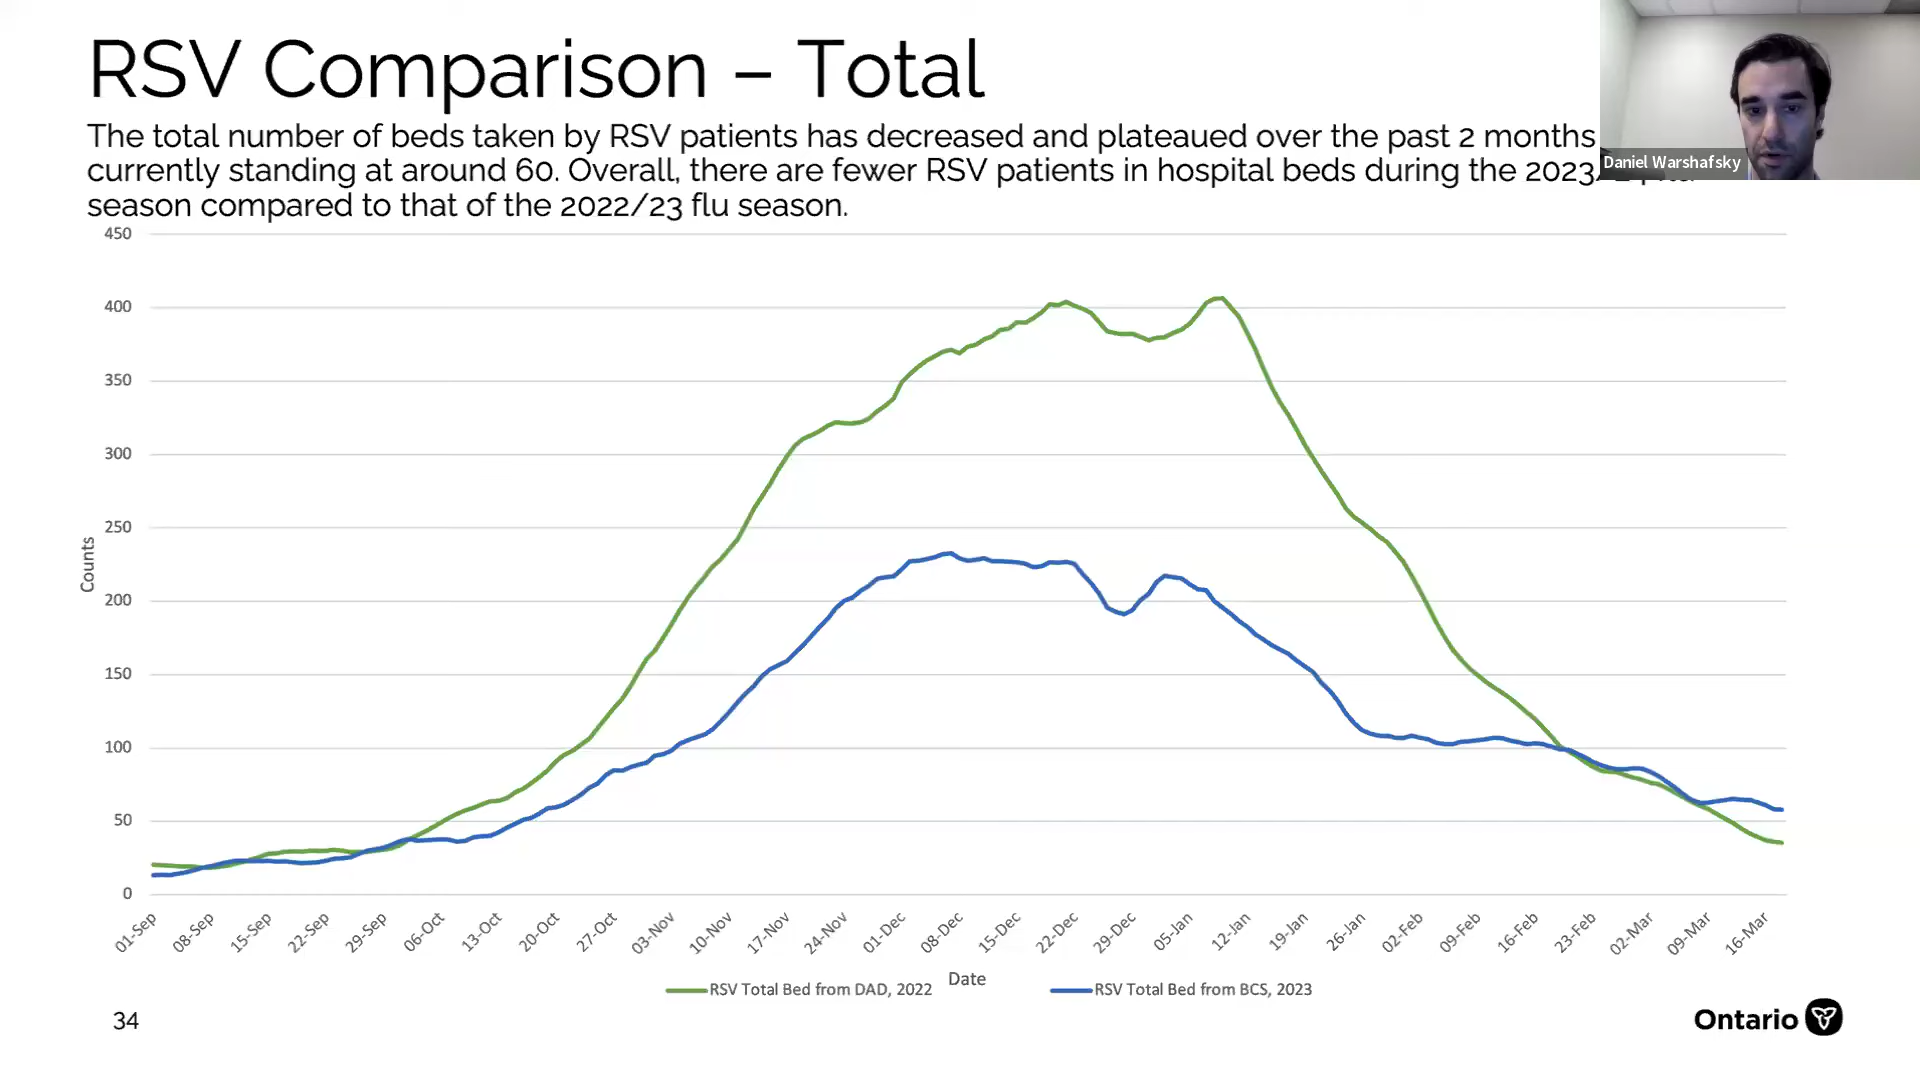 RSV Comparison – Total
The total number of beds taken by RSV patients has decreased and plateaued over the past 2 months
currently standing at around 60. Overall, there are fewer RSV patients in hospital beds during the 2023/
season compared to that of the 2022/23 flu season.
Daniel Warshafsky
450
400
350
300
250
200
150
100
50
0
Counts
01-Sep
08-Sep
15-Sep
22-Sep
29-Sep
06-Oct
13-Oct
20-Oct
27-Oct
03-Nov
10-Nov
17-Nov
24-Nov
01-Dec
08-Dec
15-Dec
22-Dec
29-Dec
05-Jan
12-Jan
19-Jan
26-Jan
02-Feb
09-Feb
16-Feb
23-Feb
02-Mar
09-Mar
16-Mar
Date
RSV Total Bed from DAD, 2022
RSV Total Bed from BCS, 2023
34
Ontario